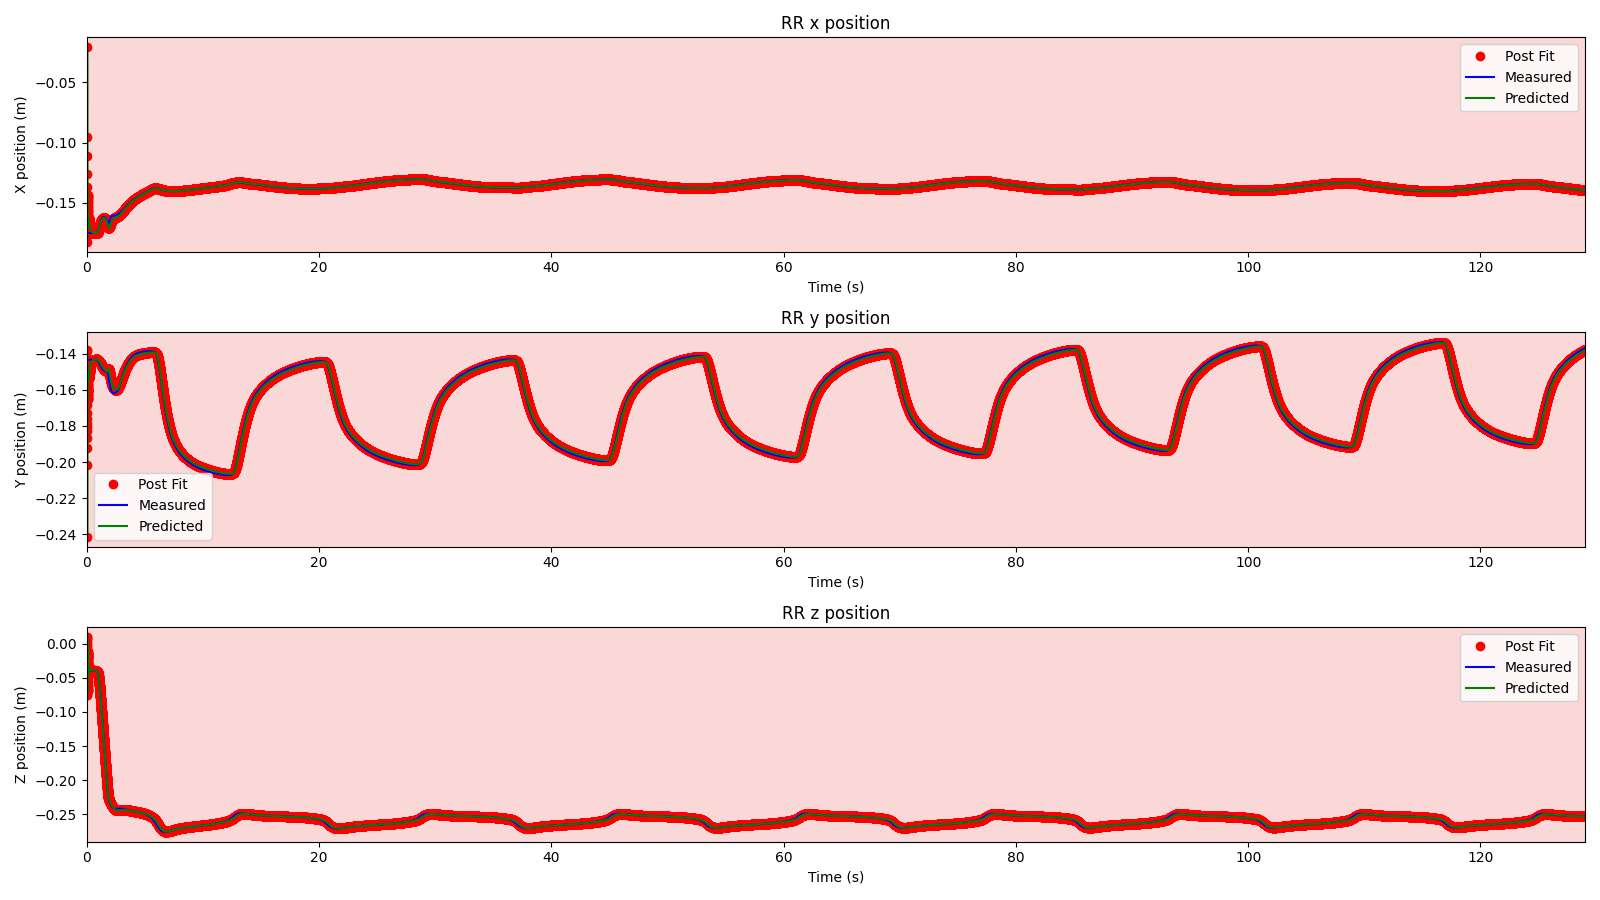 RR x position
X position (m)
−0.05
−0.10
−0.15
Post Fit
Measured
Predicted
0 20 40 60 80 100 120
Time (s)
RR y position
Y position (m)
−0.14
−0.16
−0.18
−0.20
−0.22
−0.24
Post Fit
Measured
Predicted
0 20 40 60 80 100 120
Time (s)
RR z position
Z position (m)
0.00
−0.05
−0.10
−0.15
−0.20
−0.25
Post Fit
Measured
Predicted
0 20 40 60 80 100 120
Time (s)